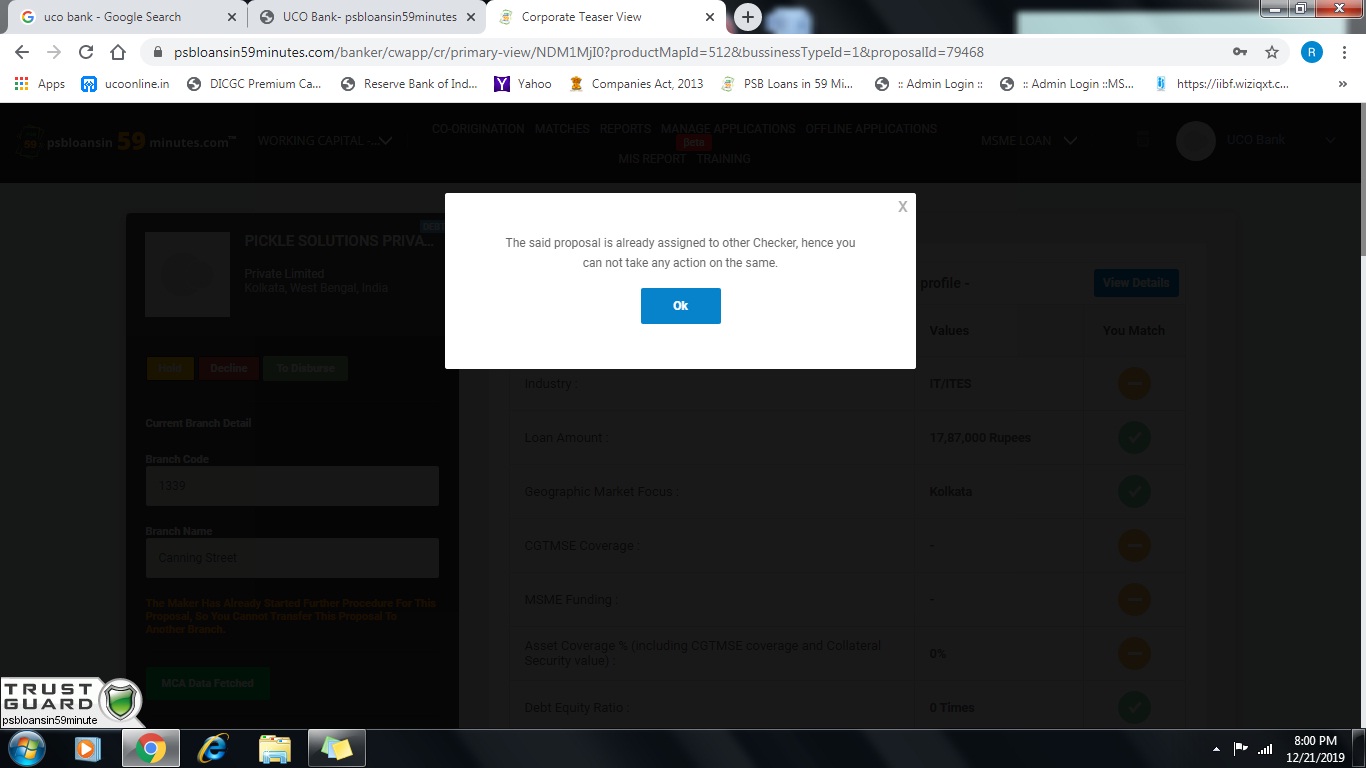 uco bank - Google Search
UCO Bank- psbloansin59minutes
Corporate Teaser View
psbloansin59minutes.com/banker/cwapp/cr/primary-view/NDM1MjI0?productMapId=512&bussinessTypeId=1&proposalId=79468
R
Apps
ucoonline.in
DICGC Premium Ca...
Reserve Bank of Ind...
Yahoo
Companies Act, 2013
PSB Loans in 59 Mi...
:: Admin Login ::
:: Admin Login ::MS...
https://iibf.wiziqxt.c...
psbloansin 59 minutes.com™
WORKING CAPITAL -...
CO-ORIGINATION MATCHES REPORTS MANAGE APPLICATIONS OFFLINE APPLICATIONS
Beta
MIS REPORT TRAINING
MSME LOAN
UCO Bank
X
The said proposal is already assigned to other Checker, hence you
can not take any action on the same.
Ok
PICKLE SOLUTIONS PRIVA...
Private Limited
Kolkata, West Bengal, India
Hold
Decline
To Disburse
Current Branch Detail
Branch Code
1339
Branch Name
Canning Street
The Maker Has Already Started Further Procedure For This
Proposal, So You Cannot Transfer This Proposal To
Another Branch.
MCA Data Fetched
profile -
View Details
Values
You Match
Industry :
IT/ITES
Loan Amount :
17,87,000 Rupees
Geographic Market Focus :
Kolkata
CGTMSE Coverage :
-
MSME Funding :
-
Asset Coverage % (including CGTMSE coverage and Collateral
Security value) :
0%
Debt Equity Ratio :
0 Times
TRUST
GUARD
psbloansin59minute
8:00 PM
12/21/2019